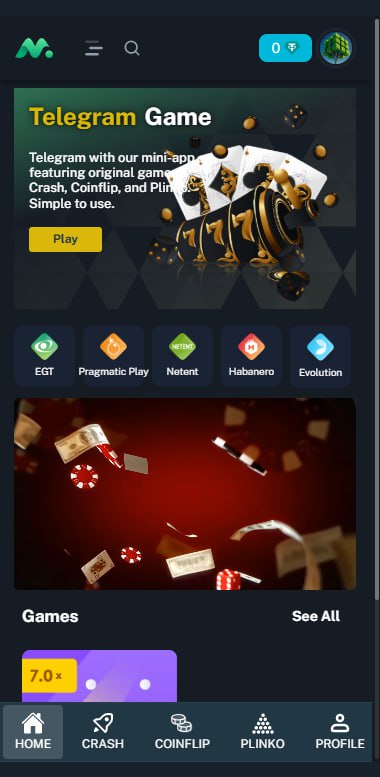 0
Telegram Game
Telegram with our mini-app
featuring original game
Crash, Coinflip, and Plinko.
Simple to use.
Play
EGT
Pragmatic Play
NETENT
Netent
Habanero
Evolution
Games
See All
7.0 x
HOME
CRASH
COINFLIP
PLINKO
PROFILE